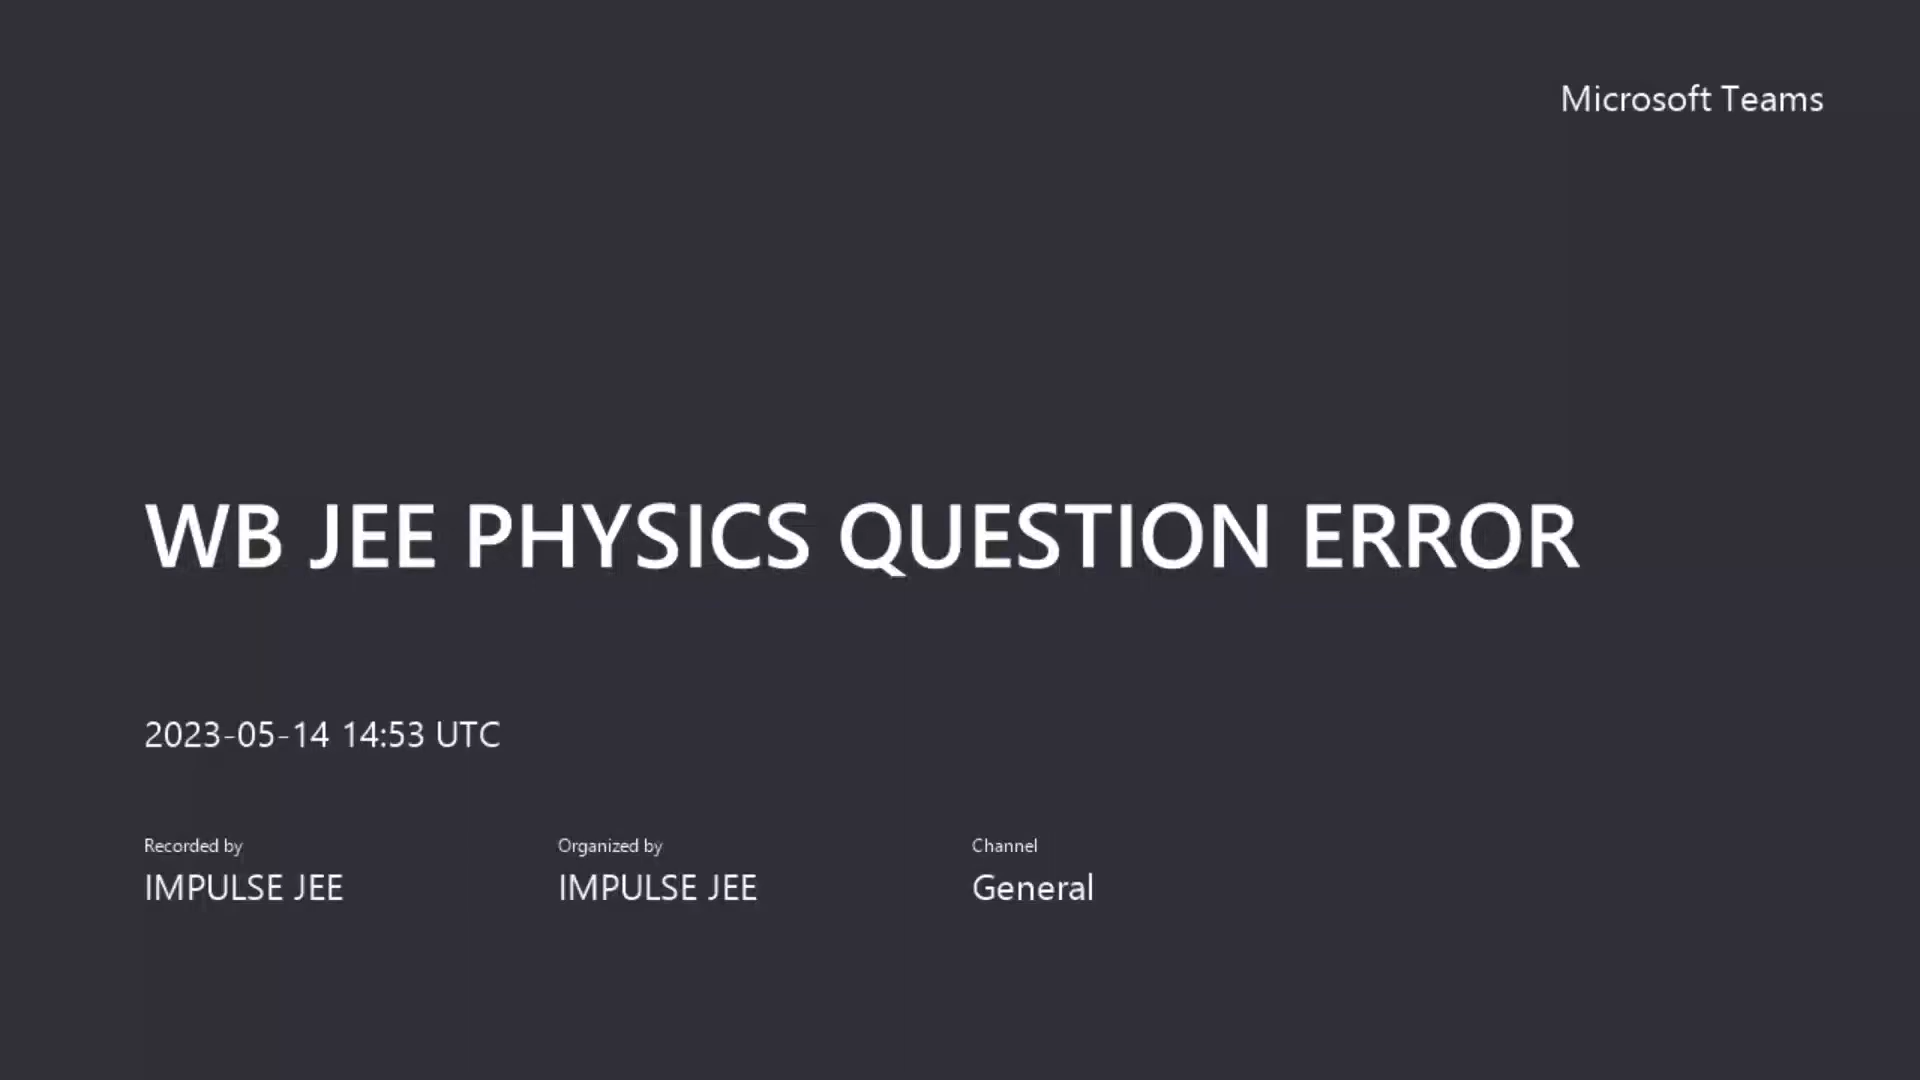 Microsoft Teams
WB JEE PHYSICS QUESTION ERROR
2023-05-14 14:53 UTC
Recorded by
IMPULSE JEE
Organized by
IMPULSE JEE
Channel
General